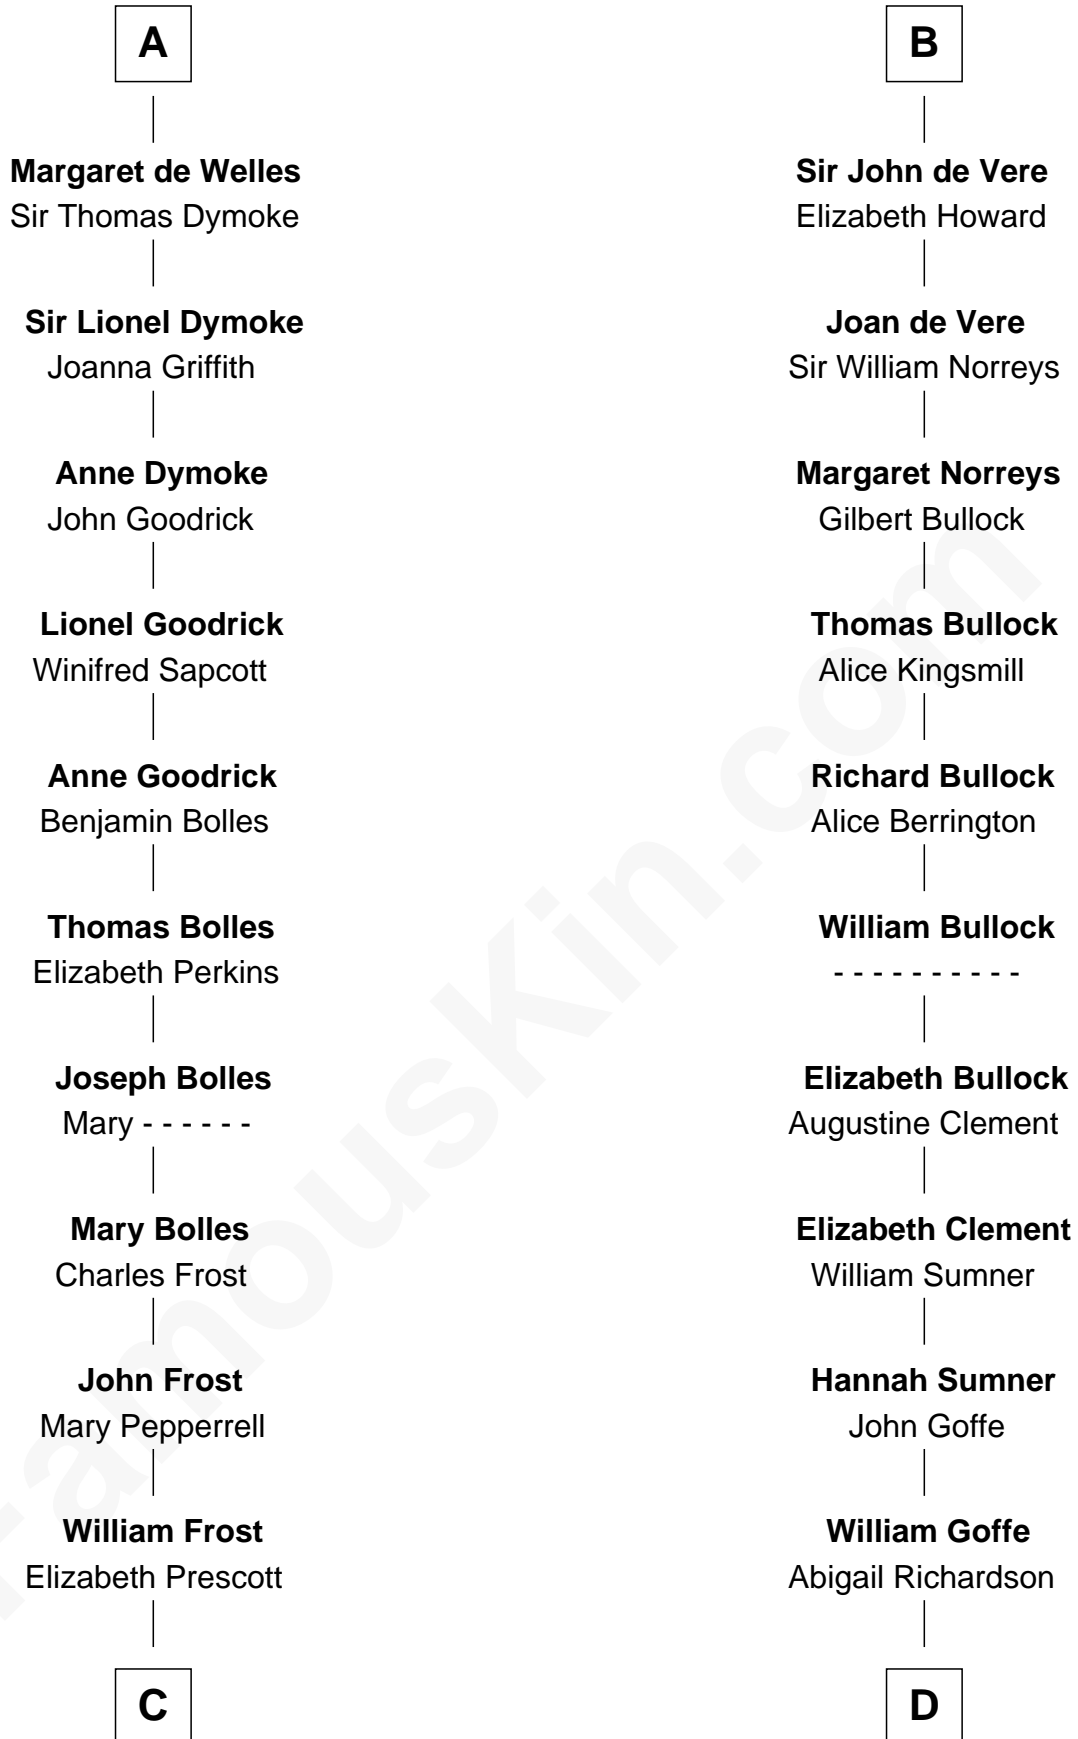 A
Margaret de Welles
Sir Thomas Dymoke
Sir Lionel Dymoke
Joanna Griffith
Anne Dymoke
John Goodrick
Lionel Goodrick
Winifred Sapcott
Anne Goodrick
Benjamin Bolles
Thomas Bolles
Elizabeth Perkins
Joseph Bolles
Mary - - - - - -
Mary Bolles
Charles Frost
John Frost
Mary Pepperrell
William Frost
Elizabeth Prescott
C
B
Sir John de Vere
Elizabeth Howard
Joan de Vere
Sir William Norreys
Margaret Norreys
Gilbert Bullock
Thomas Bullock
Alice Kingsmill
Richard Bullock
Alice Berrington
William Bullock
- - - - - - - - - -
Elizabeth Bullock
Augustine Clement
Elizabeth Clement
William Sumner
Hannah Sumner
John Goffe
William Goffe
Abigail Richardson
D
FamousKin.com